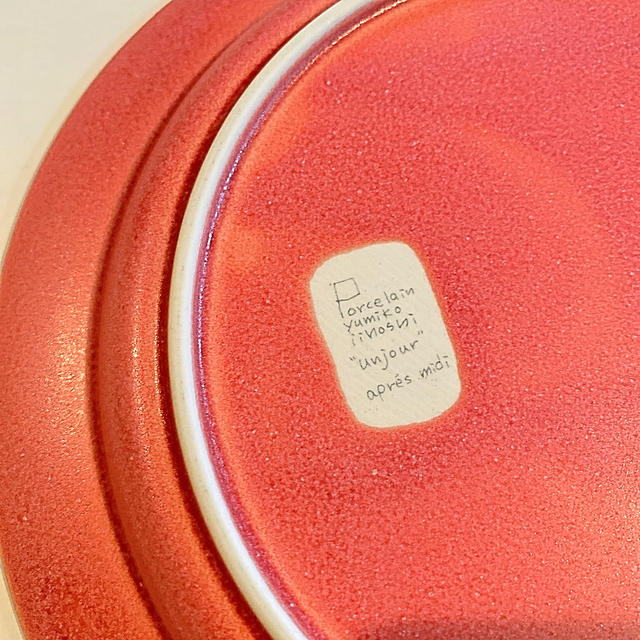 Porcelain
yumiko
iihoshi
"unjour"
aprés midi